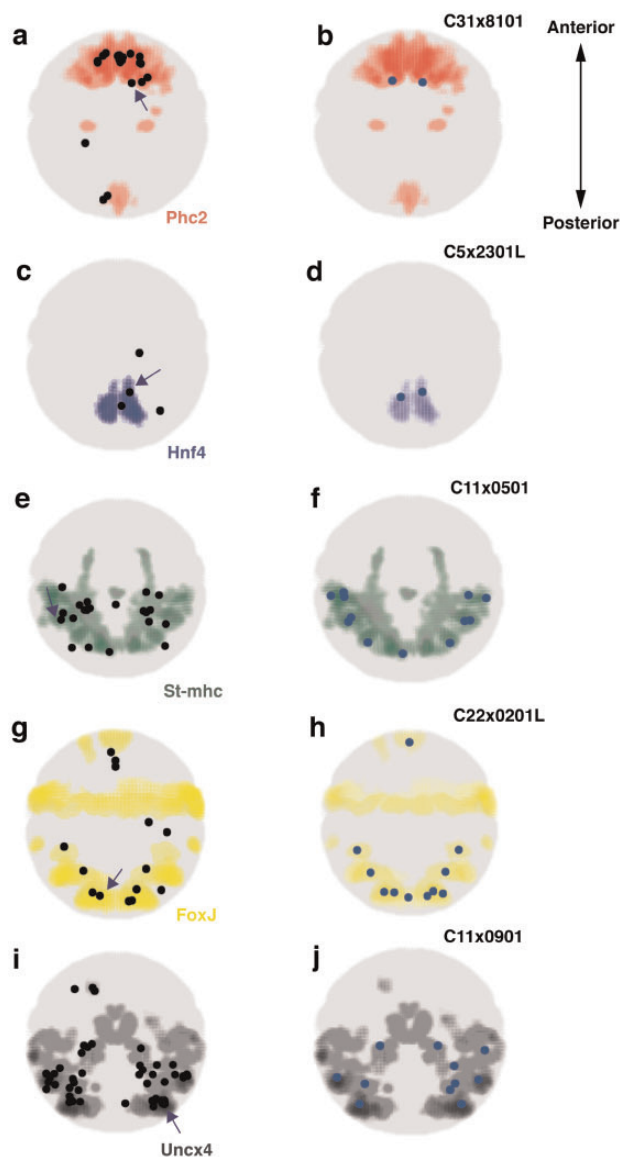 a
b
C31x8101
Anterior
Posterior
Phc2
c
d
C5x2301L
Hnf4
e
f
C11x0501
St-mhc
g
h
C22x0201L
FoxJ
i
j
C11x0901
Uncx4